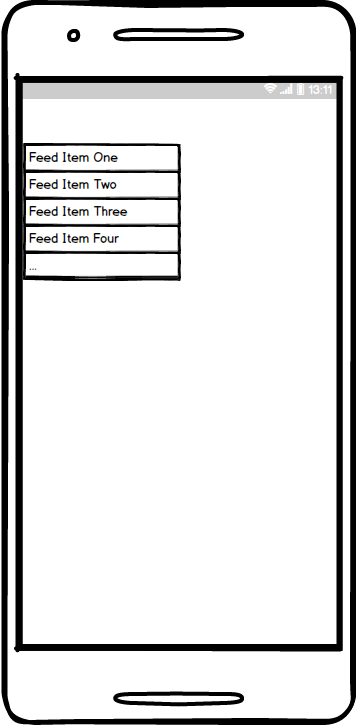 13:11
Feed Item One
Feed Item Two
Feed Item Three
Feed Item Four
...